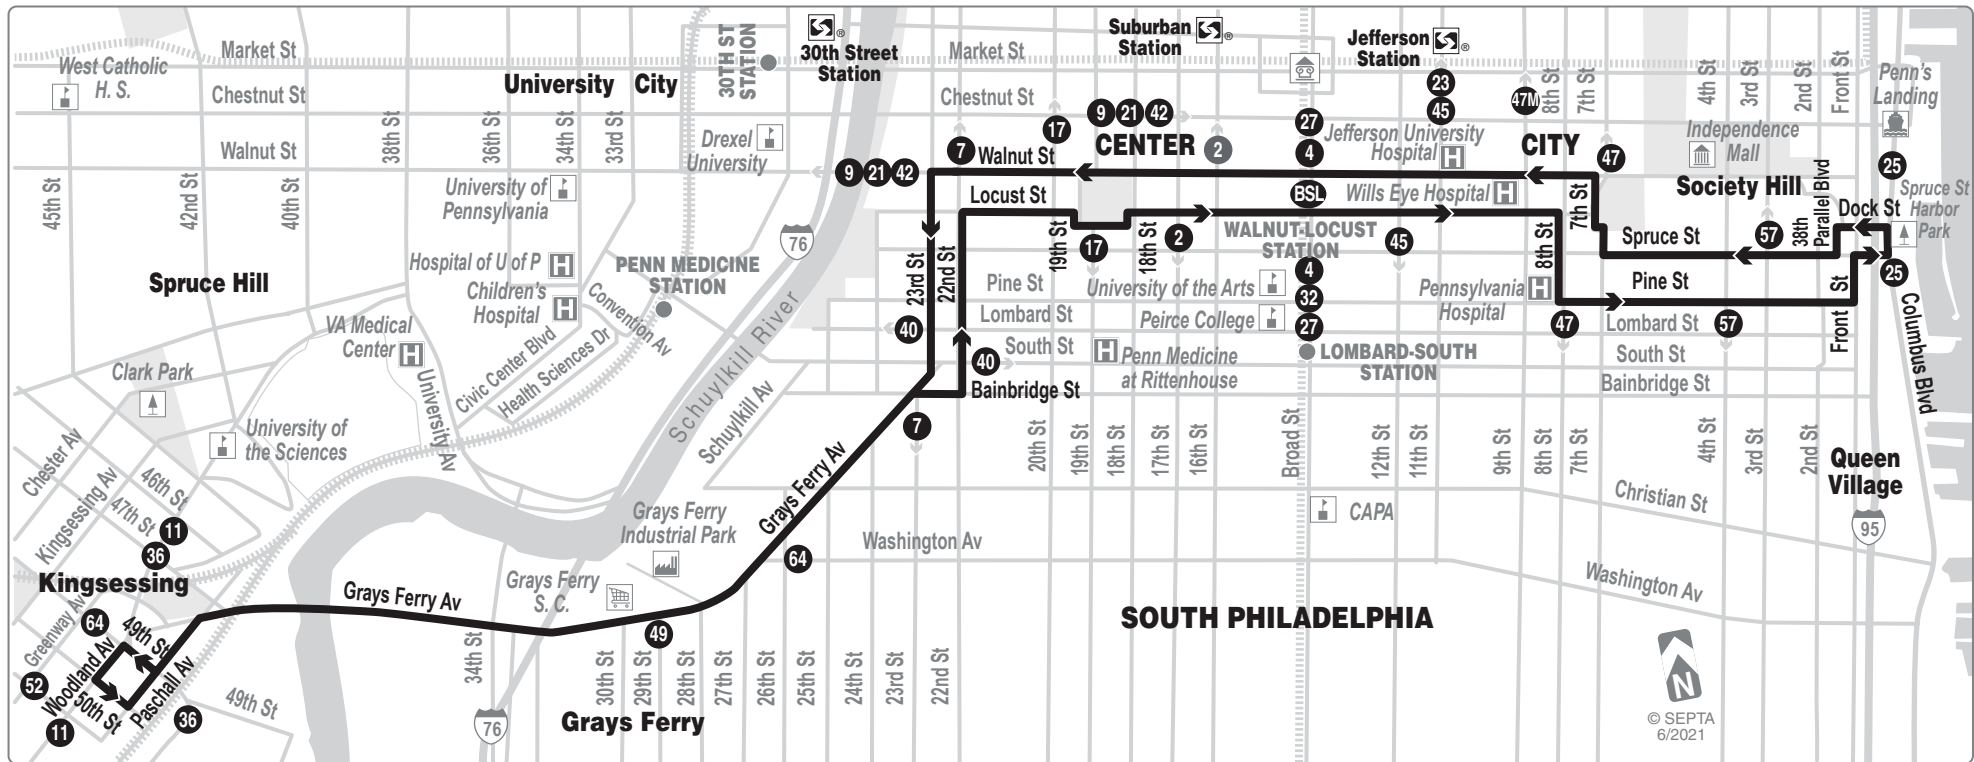 Market St
West Catholic
H. S.
Chestnut St
Walnut St
45th St
42nd St
40th St
38th St
36th St
34th St
33rd St
University City
30TH ST
STATION
30th Street
Station
®
Drexel
University
9 21 42
University of
Pennsylvania
Spruce Hill
Hospital of U of P
H
Children's
Hospital
H
PENN MEDICINE
STATION
Convention Av
Civic Center Blvd
Health Sciences Dr
VA Medical
Center
H
University Av
University Av
Clark Park
University of
the Sciences
Chester Av
Kingsessing Av
46th St
47th St
11
36
Kingsessing
Greenway Av
64
49th St
Woodland Av
50th St
Paschall Av
52
11
36
49th St
Grays Ferry Av
Schuylkill River
Schuylkill Av
76
Grays Ferry
Industrial Park
Grays Ferry
S. C.
34th St
76
49
Grays Ferry
30th St
29th St
28th St
27th St
26th St
25th St
24th St
23rd St
22nd St
Grays Ferry Av
64
Washington Av
7
Suburban
Station
®
Jefferson
Station
®
Market St
Chestnut St
17
9 21 42
23
45
47M
8th St
7th St
4th St
3rd St
2nd St
Front St
Penn's
Landing
7
Walnut St
CENTER
2
27
4
Jefferson University
Hospital
H
CITY
47
Independence
Mall
25
BSL
Wills Eye Hospital
H
Society Hill
Locust St
7th St
38th
Parallel Blvd
Dock St
Spruce St
Harbor
Park
WALNUT-LOCUST
STATION
19th St
17
18th St
2
45
8th St
Spruce St
57
23rd St
22nd St
Pine St
University of the Arts
4
32
27
Pennsylvania
Hospital
H
Pine St
25
Front St
Columbus Blvd
40
Lombard St
Peirce College
47
Lombard St
57
South St
40
H
Penn Medicine
at Rittenhouse
LOMBARD-SOUTH
STATION
South St
Bainbridge St
Bainbridge St
20th St
19th St
18th St
17th St
16th St
Broad St
12th St
11th St
9th St
8th St
7th St
4th St
3rd St
2nd St
Queen
Village
95
CAPA
Christian St
Washington Av
SOUTH PHILADELPHIA
N
© SEPTA
6/2021